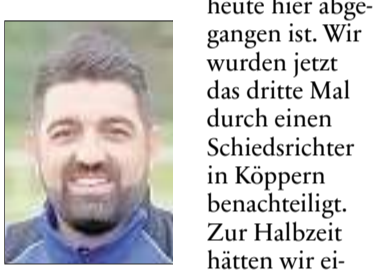 heute hier abge-
gangen ist. Wir
wurden jetzt
das dritte Mal
durch einen
Schiedsrichter
in Köppern
benachteiligt.
Zur Halbzeit
hätten wir ei-